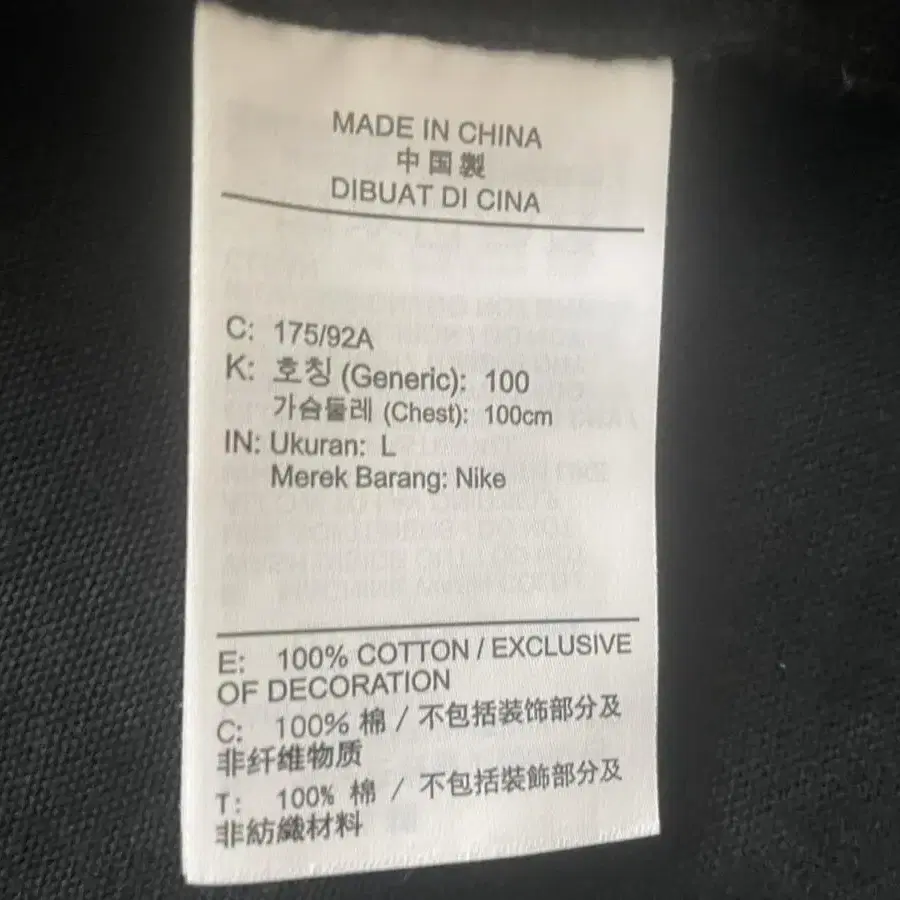 MADE IN CHINA
中国製
DIBUAT DI CINA
C: 175/92A
K: 호칭 (Generic): 100
가슴둘레 (Chest): 100cm
IN: Ukuran: L
Merek Barang: Nike
E: 100% COTTON / EXCLUSIVE
OF DECORATION
C: 100% 棉 / 不包括装饰部分及
非纤维物质
T: 100% 棉 / 不包括裝飾部分及
非紡織材料